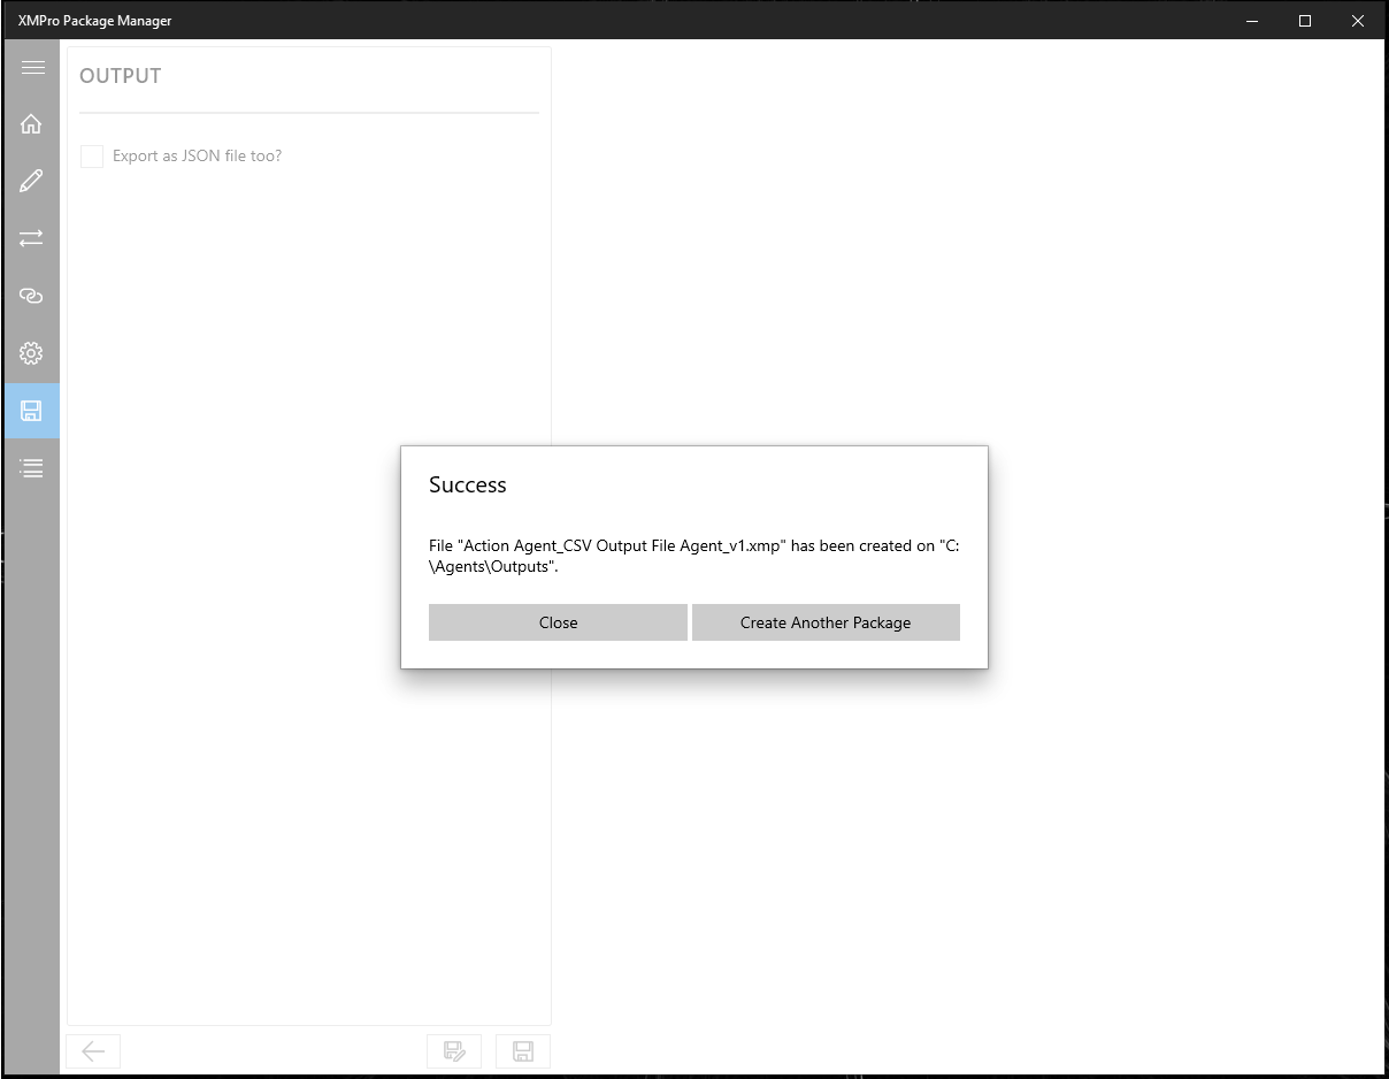 XMPro Package Manager
OUTPUT
Export as JSON file too?
Success
File "Action Agent_CSV Output File Agent_v1.xmp" has been created on "C:
\Agents\Outputs".
Close
Create Another Package